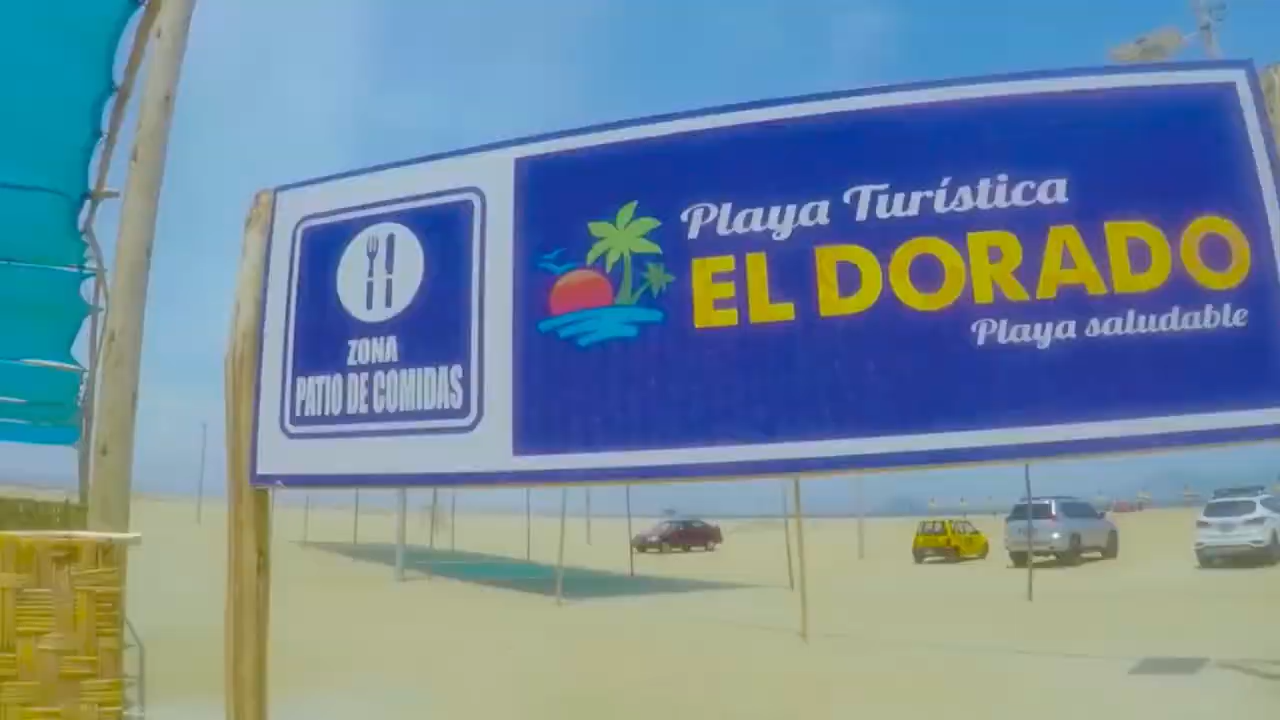 ZONA
PATIO DE COMIDAS
Playa Turística
EL DORADO
Playa saludable